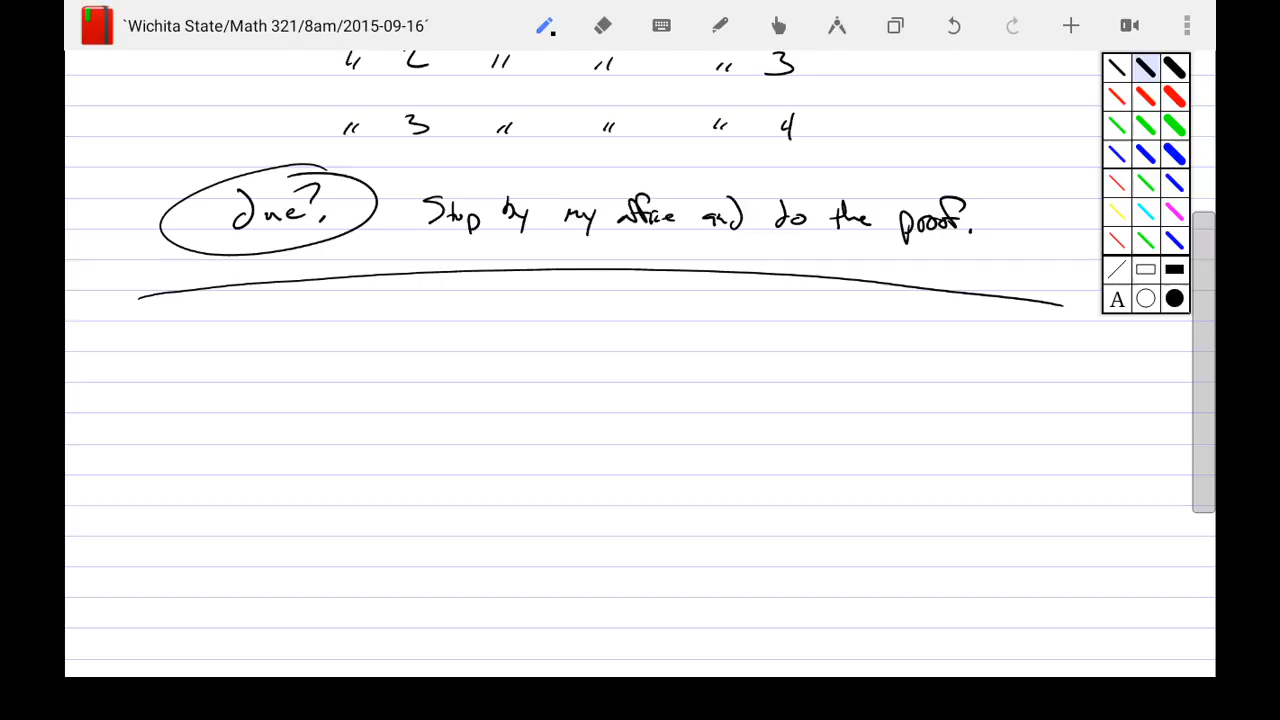 `Wichita State/Math 321/8am/2015-09-16´
" 2 " " " 3
" 3 " " " 4
due? Stop by my office and do the proof.
A